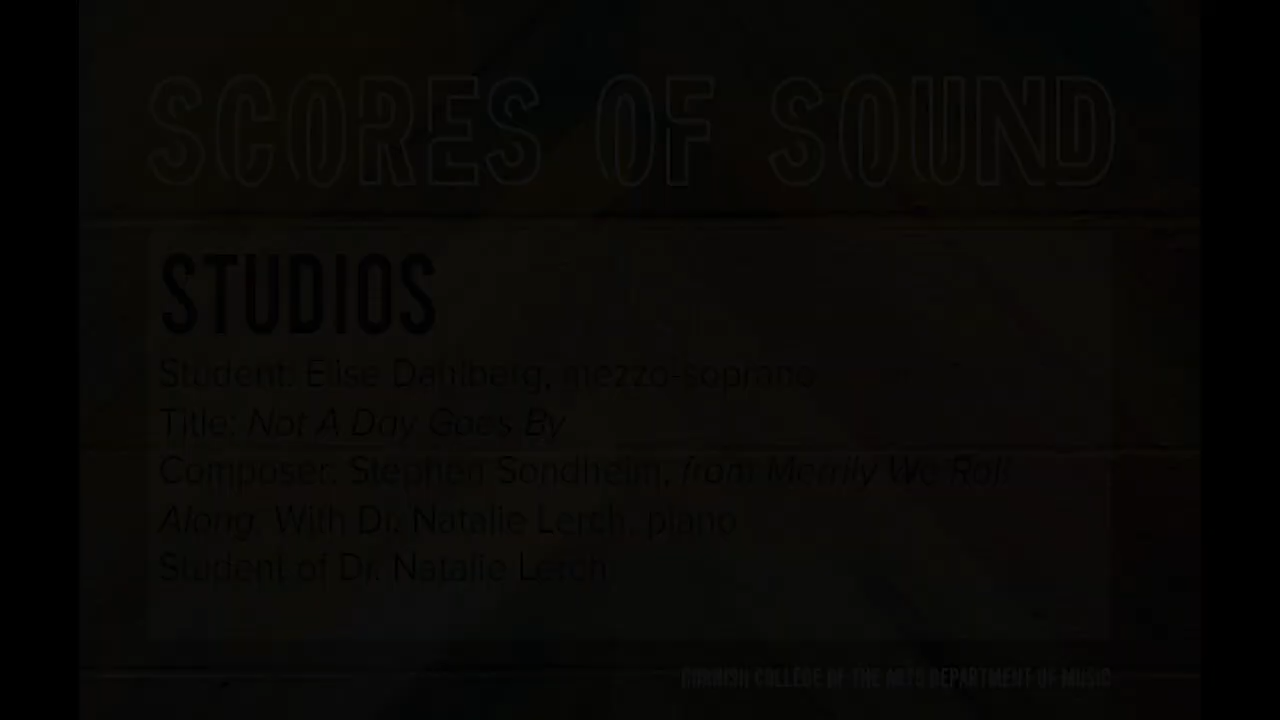 SCORES OF SOUND
STUDIOS
Student: Elise Dahlberg, mezzo-soprano
Title: Not A Day Goes By
Composer: Stephen Sondheim, from Merrily We Roll
Along. With Dr. Natalie Lerch, piano
Student of Dr. Natalie Lerch
CORNISH COLLEGE OF THE ARTS DEPARTMENT OF MUSIC